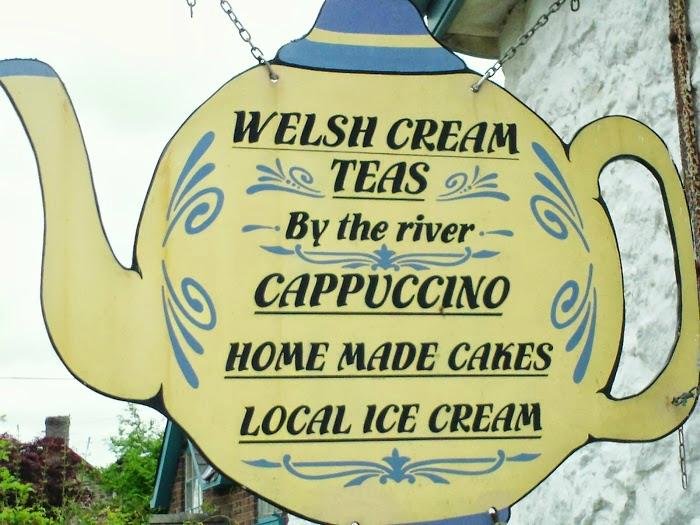 WELSH CREAM
TEAS
By the river
CAPPUCCINO
HOME MADE CAKES
LOCAL ICE CREAM